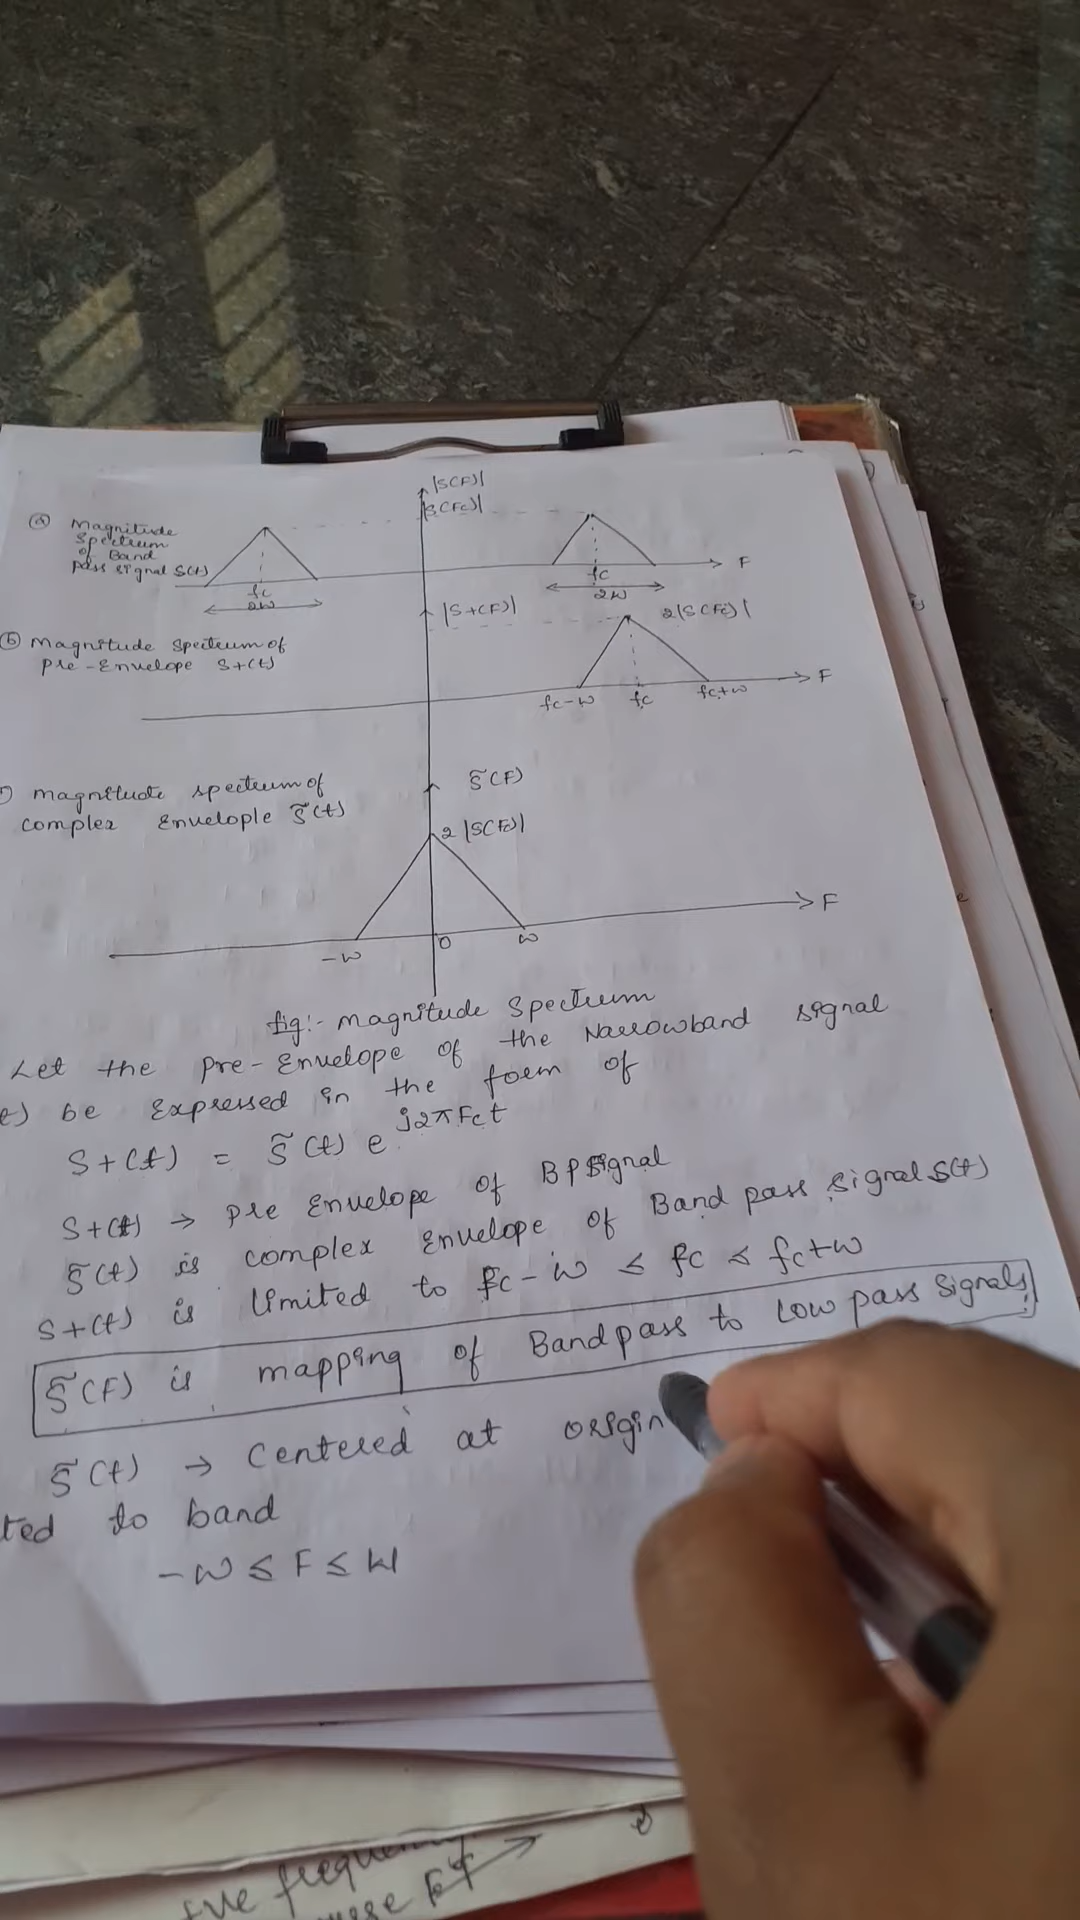 |S(F)|
|S(Fc)|
ⓐ Magnitude
Spectrum
of Band
pass signal S(t)
fc
2W
fc
2W
F
|S+(F)|
2|S(Fc)|
ⓑ Magnitude Spectrum of
Pre-Envelope S+(t)
fc-W fc fc+W
F
S̃(F)
magnitude spectrum of
complex Envelople S̃(t)
2|S(Fc)|
F
-W 0 W
fig:- magnitude Spectrum
Let the Pre-Envelope of the Narrowband signal
t) be Expressed in the form of
S+(t) = S̃(t) e^j2πFct
S+(t) → Pre Envelope of BP signal
S̃(t) is complex Envelope of Band pass signal S(t)
S+(t) is limited to fc-W ≤ fc ≤ fc+W
S̃(F) is mapping of Bandpass to Low pass Signals
S̃(t) → Centered at origin
ted to band
-W ≤ F ≤ W
ve frequen